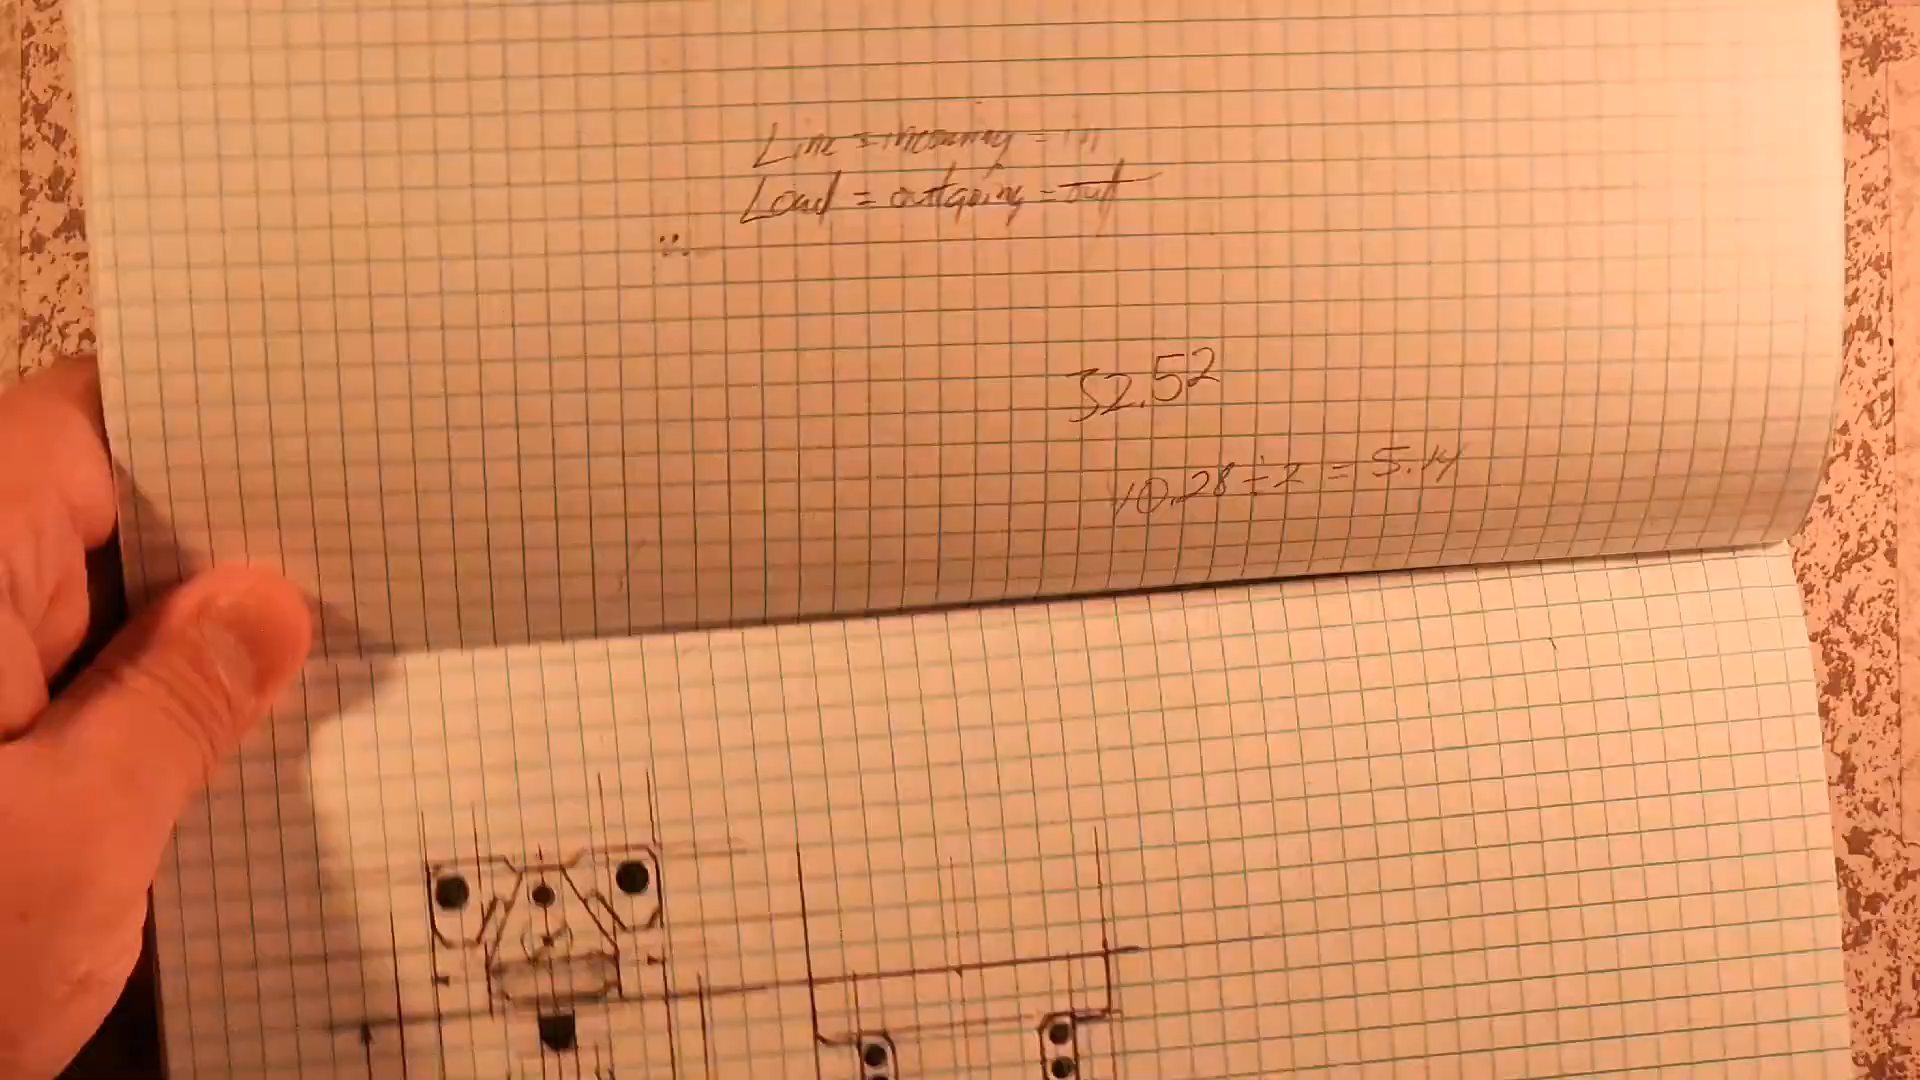 Line = incoming = in
Load = outgoing = out
∴
32.52
10.28 ÷ 2 = 5.14